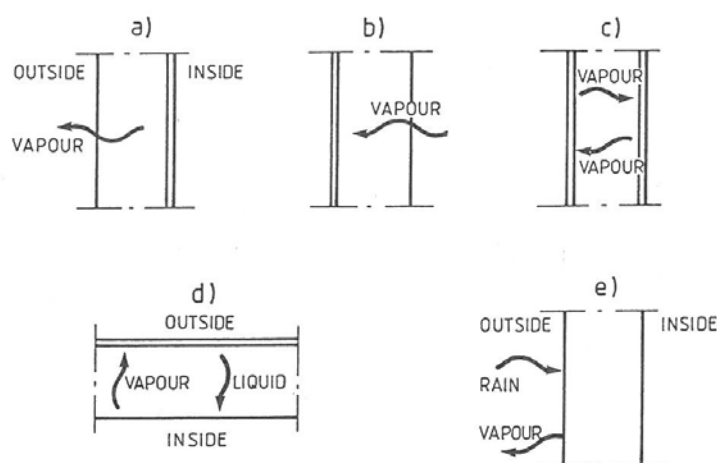 a)
OUTSIDE
INSIDE
VAPOUR
b)
VAPOUR
c)
VAPOUR
VAPOUR
d)
OUTSIDE
VAPOUR
LIQUID
INSIDE
e)
OUTSIDE
INSIDE
RAIN
VAPOUR